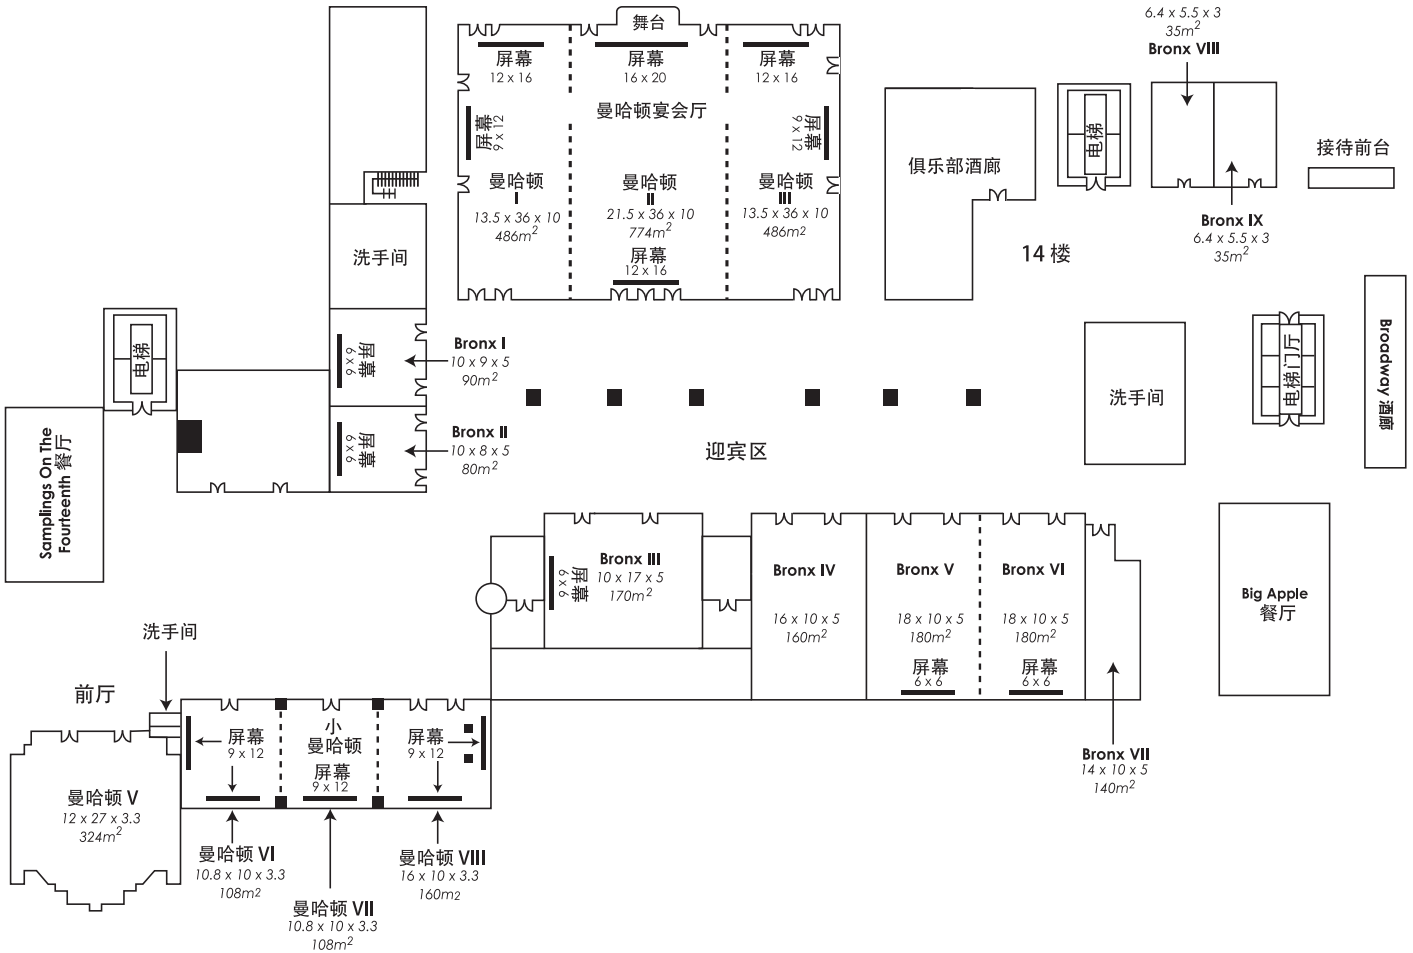 舞台
屏幕
12 x 16
屏幕
16 x 20
屏幕
12 x 16
曼哈顿宴会厅
屏幕
9 x 12
屏幕
9 x 12
曼哈顿
I
13.5 x 36 x 10
486m²
曼哈顿
II
21.5 x 36 x 10
774m²
屏幕
12 x 16
曼哈顿
III
13.5 x 36 x 10
486m2
俱乐部酒廊
电梯
6.4 x 5.5 x 3
35m²
Bronx VIII
Bronx IX
6.4 x 5.5 x 3
35m²
接待前台
14 楼
洗手间
电梯
屏幕
6 x 6
Bronx I
10 x 9 x 5
90m²
屏幕
6 x 6
Bronx II
10 x 8 x 5
80m²
迎宾区
洗手间
电梯门厅
Broadway 酒廊
Samplings On The
Fourteenth 餐厅
Bronx III
10 x 17 x 5
170m²
屏幕
6 x 6
Bronx IV
16 x 10 x 5
160m²
Bronx V
18 x 10 x 5
180m²
屏幕
6 x 6
Bronx VI
18 x 10 x 5
180m²
屏幕
6 x 6
Big Apple
餐厅
Bronx VII
14 x 10 x 5
140m²
洗手间
前厅
屏幕
9 x 12
小
曼哈顿
屏幕
9 x 12
屏幕
9 x 12
曼哈顿 V
12 x 27 x 3.3
324m²
曼哈顿 VI
10.8 x 10 x 3.3
108m2
曼哈顿 VII
10.8 x 10 x 3.3
108m²
曼哈顿 VIII
16 x 10 x 3.3
160m2